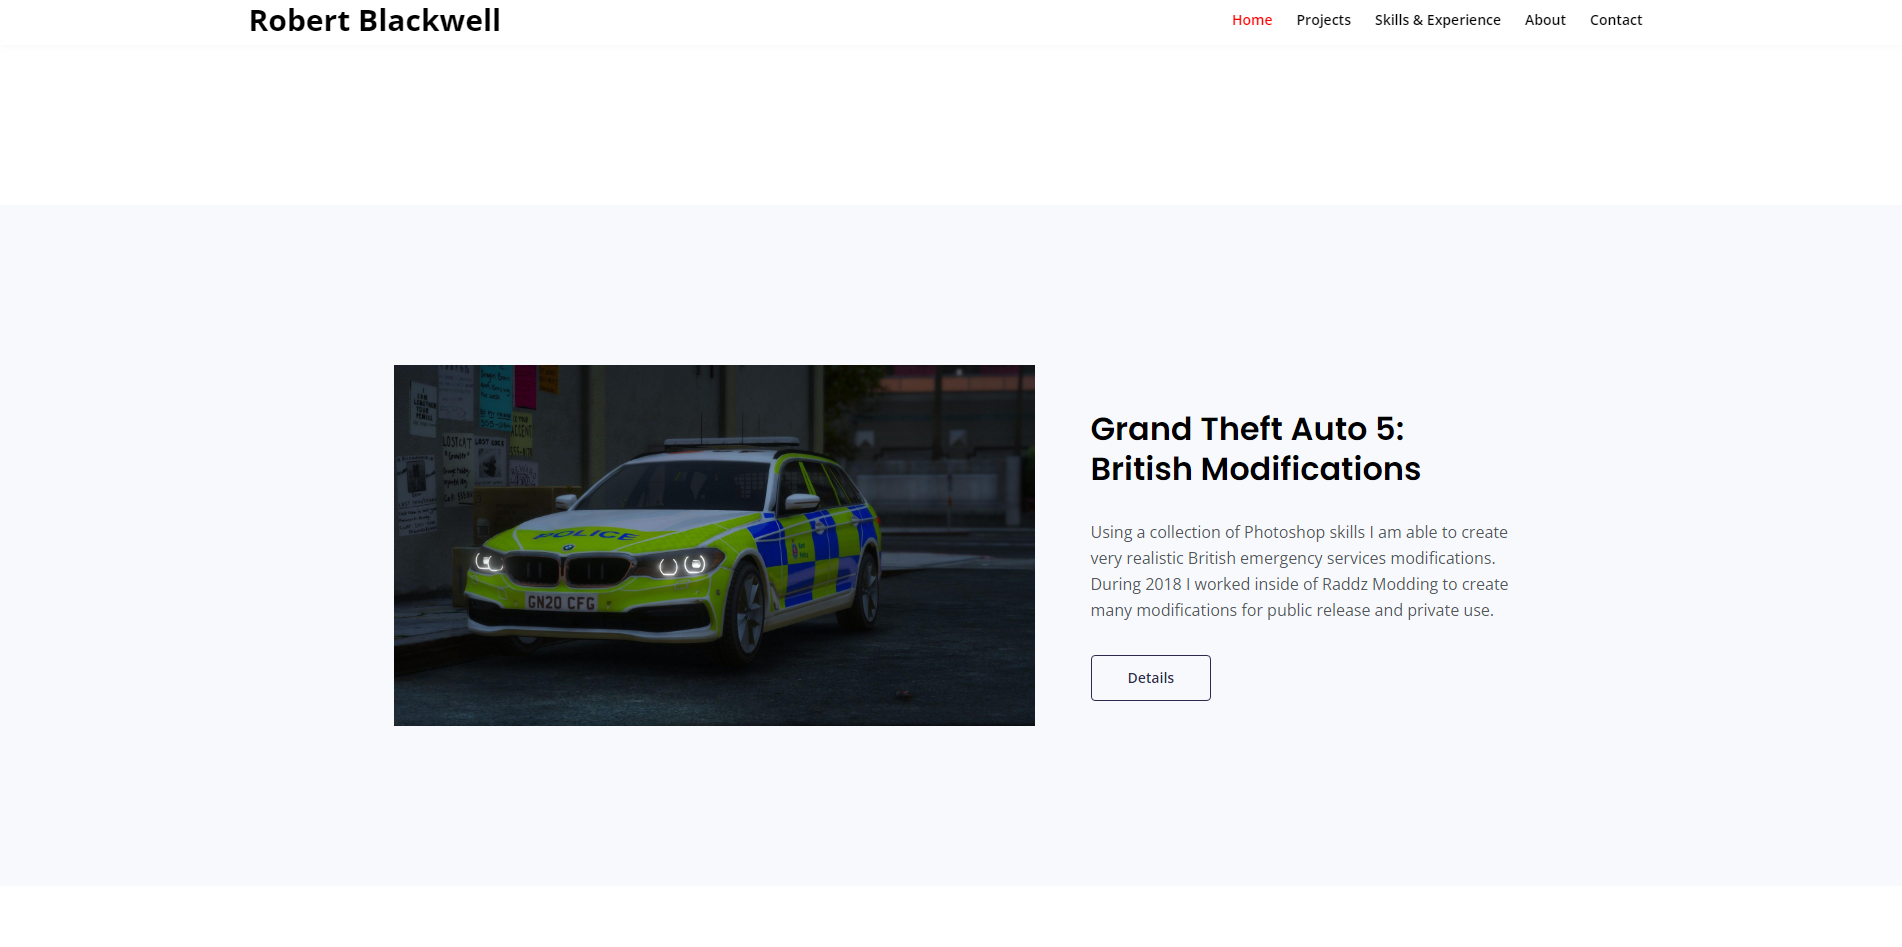 Robert Blackwell
Home Projects Skills & Experience About Contact
LOST CAT
POLICE
GN20 CFG
Grand Theft Auto 5:
British Modifications
Using a collection of Photoshop skills I am able to create
very realistic British emergency services modifications.
During 2018 I worked inside of Raddz Modding to create
many modifications for public release and private use.
Details